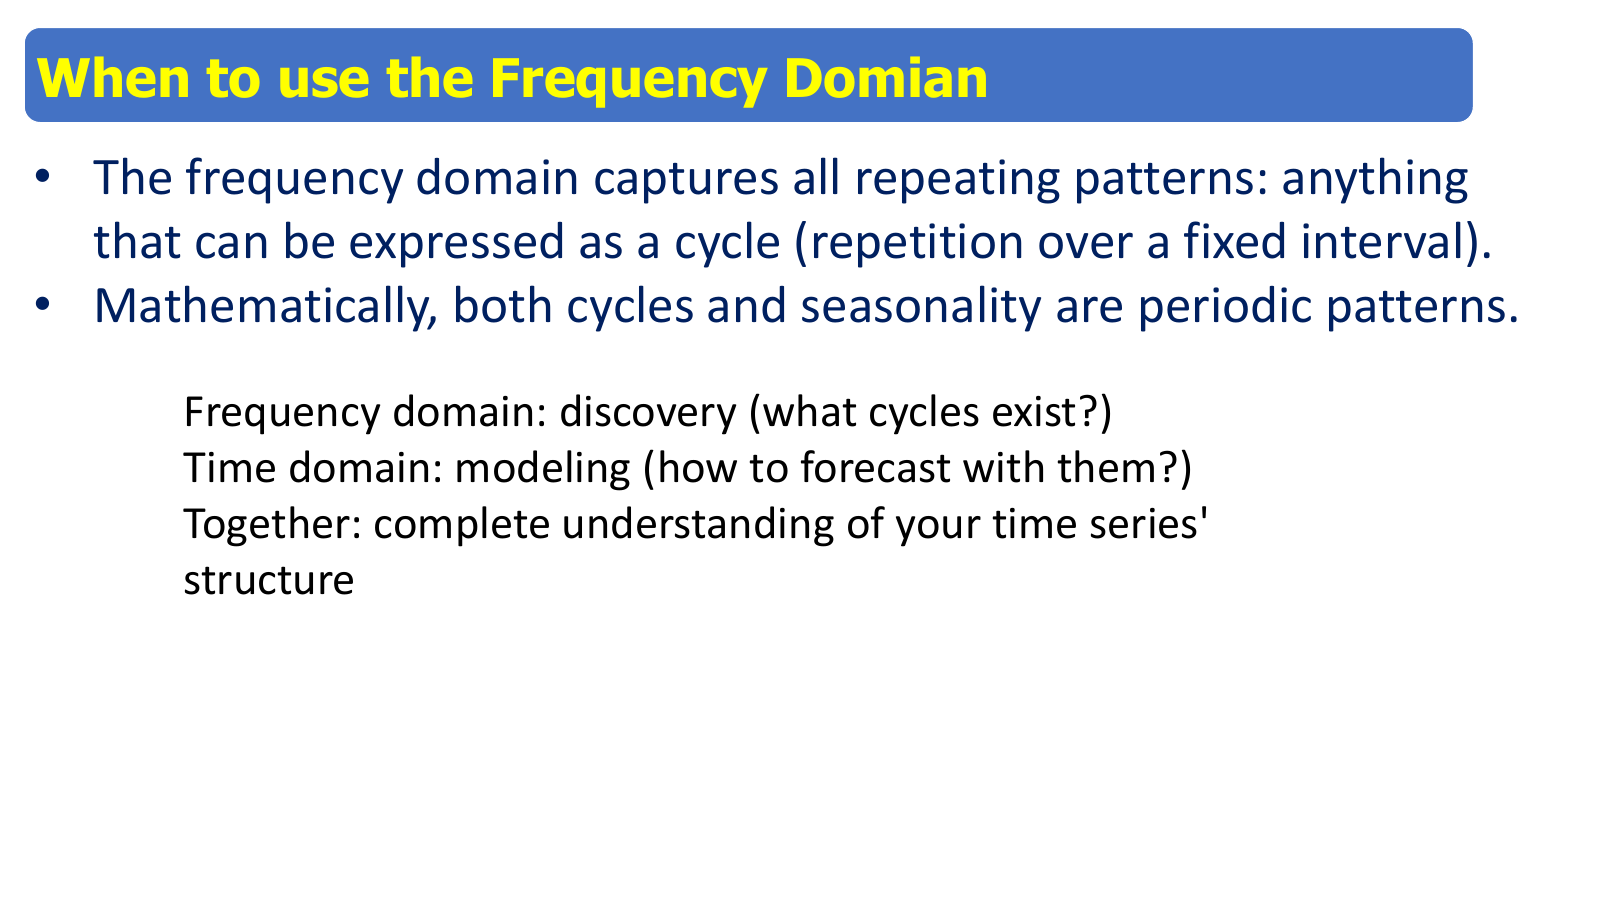 When to use the Frequency Domian
• The frequency domain captures all repeating patterns: anything
that can be expressed as a cycle (repetition over a fixed interval).
• Mathematically, both cycles and seasonality are periodic patterns.
Frequency domain: discovery (what cycles exist?)
Time domain: modeling (how to forecast with them?)
Together: complete understanding of your time series'
structure